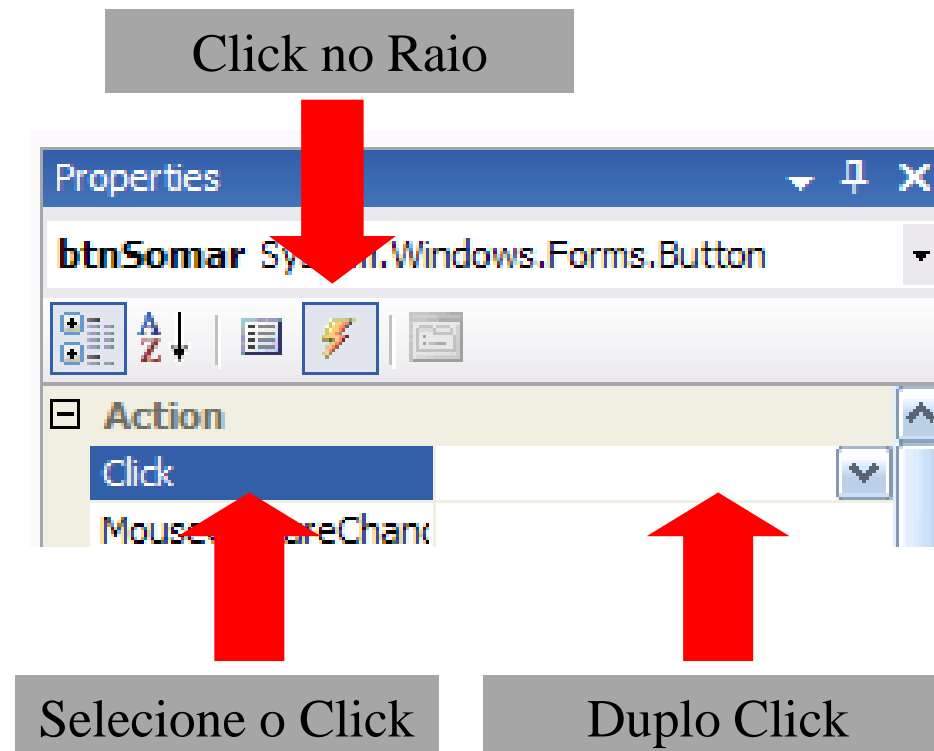 Click no Raio
Properties
btnSomar System.Windows.Forms.Button
A
Z
Action
Click
Selecione o Click
Duplo Click